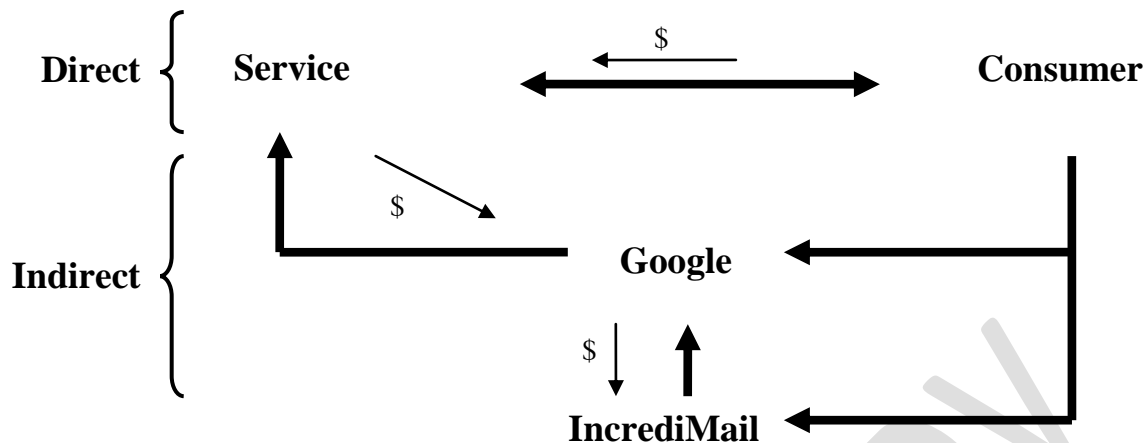 $
Direct
Service
Consumer
$
Google
Indirect
$
IncrediMail